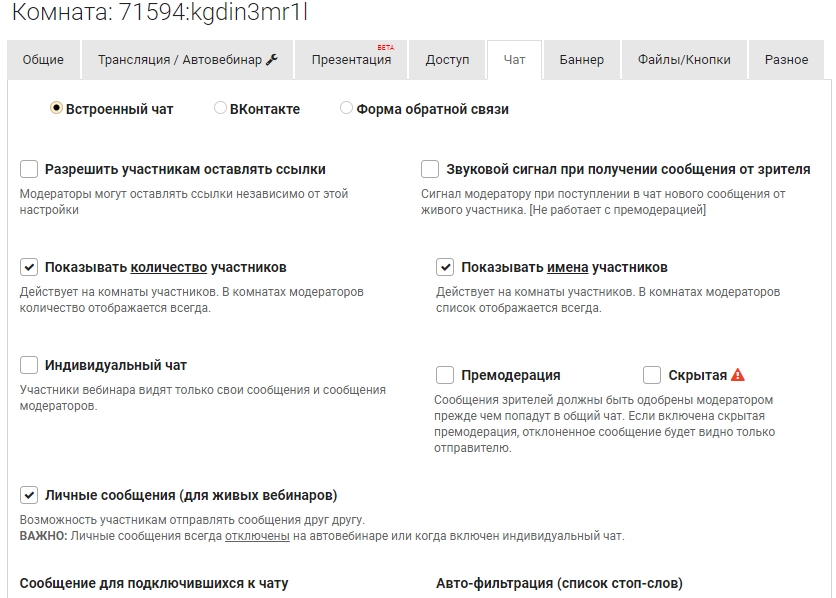 Комната: 71594:kgdin3mr1l
Общие
Трансляция / Автовебинар
Презентация
BETA
Доступ
Чат
Баннер
Файлы/Кнопки
Разное
Встроенный чат
ВКонтакте
Форма обратной связи
Разрешить участникам оставлять ссылки
Модераторы могут оставлять ссылки независимо от этой
настройки
Звуковой сигнал при получении сообщения от зрителя
Сигнал модератору при поступлении в чат нового сообщения от
живого участника. [Не работает с премодерацией]
Показывать количество участников
Действует на комнаты участников. В комнатах модераторов
количество отображается всегда.
Показывать имена участников
Действует на комнаты участников. В комнатах модераторов
список отображается всегда.
Индивидуальный чат
Участники вебинара видят только свои сообщения и сообщения
модераторов.
Премодерация
Скрытая
Сообщения зрителей должны быть одобрены модератором
прежде чем попадут в общий чат. Если включена скрытая
премодерация, отклоненное сообщение будет видно только
отправителю.
Личные сообщения (для живых вебинаров)
Возможность участникам отправлять сообщения друг другу.
ВАЖНО: Личные сообщения всегда отключены на автовебинаре или когда включен индивидуальный чат.
Сообщение для подключившихся к чату
Авто-фильтрация (список стоп-слов)